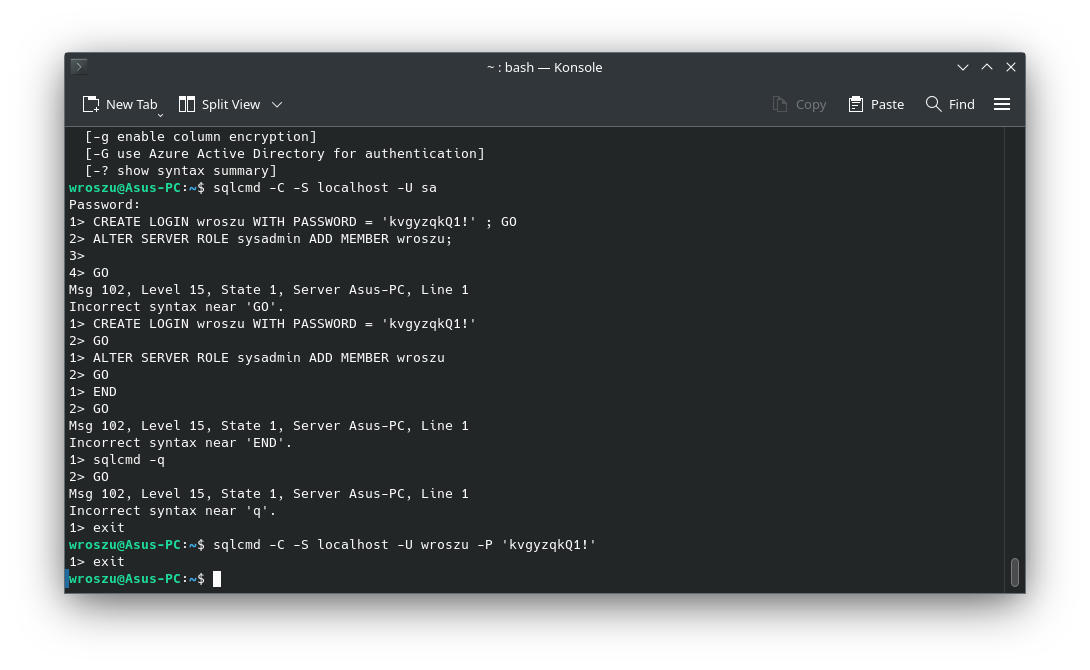 ~ : bash — Konsole
New Tab Split View Copy Paste Find
[-g enable column encryption]
[-G use Azure Active Directory for authentication]
[-? show syntax summary]
wroszu@Asus-PC:~$ sqlcmd -C -S localhost -U sa
Password:
1> CREATE LOGIN wroszu WITH PASSWORD = 'kvgyzqkQ1!' ; GO
2> ALTER SERVER ROLE sysadmin ADD MEMBER wroszu;
3>
4> GO
Msg 102, Level 15, State 1, Server Asus-PC, Line 1
Incorrect syntax near 'GO'.
1> CREATE LOGIN wroszu WITH PASSWORD = 'kvgyzqkQ1!'
2> GO
1> ALTER SERVER ROLE sysadmin ADD MEMBER wroszu
2> GO
1> END
2> GO
Msg 102, Level 15, State 1, Server Asus-PC, Line 1
Incorrect syntax near 'END'.
1> sqlcmd -q
2> GO
Msg 102, Level 15, State 1, Server Asus-PC, Line 1
Incorrect syntax near 'q'.
1> exit
wroszu@Asus-PC:~$ sqlcmd -C -S localhost -U wroszu -P 'kvgyzqkQ1!'
1> exit
wroszu@Asus-PC:~$